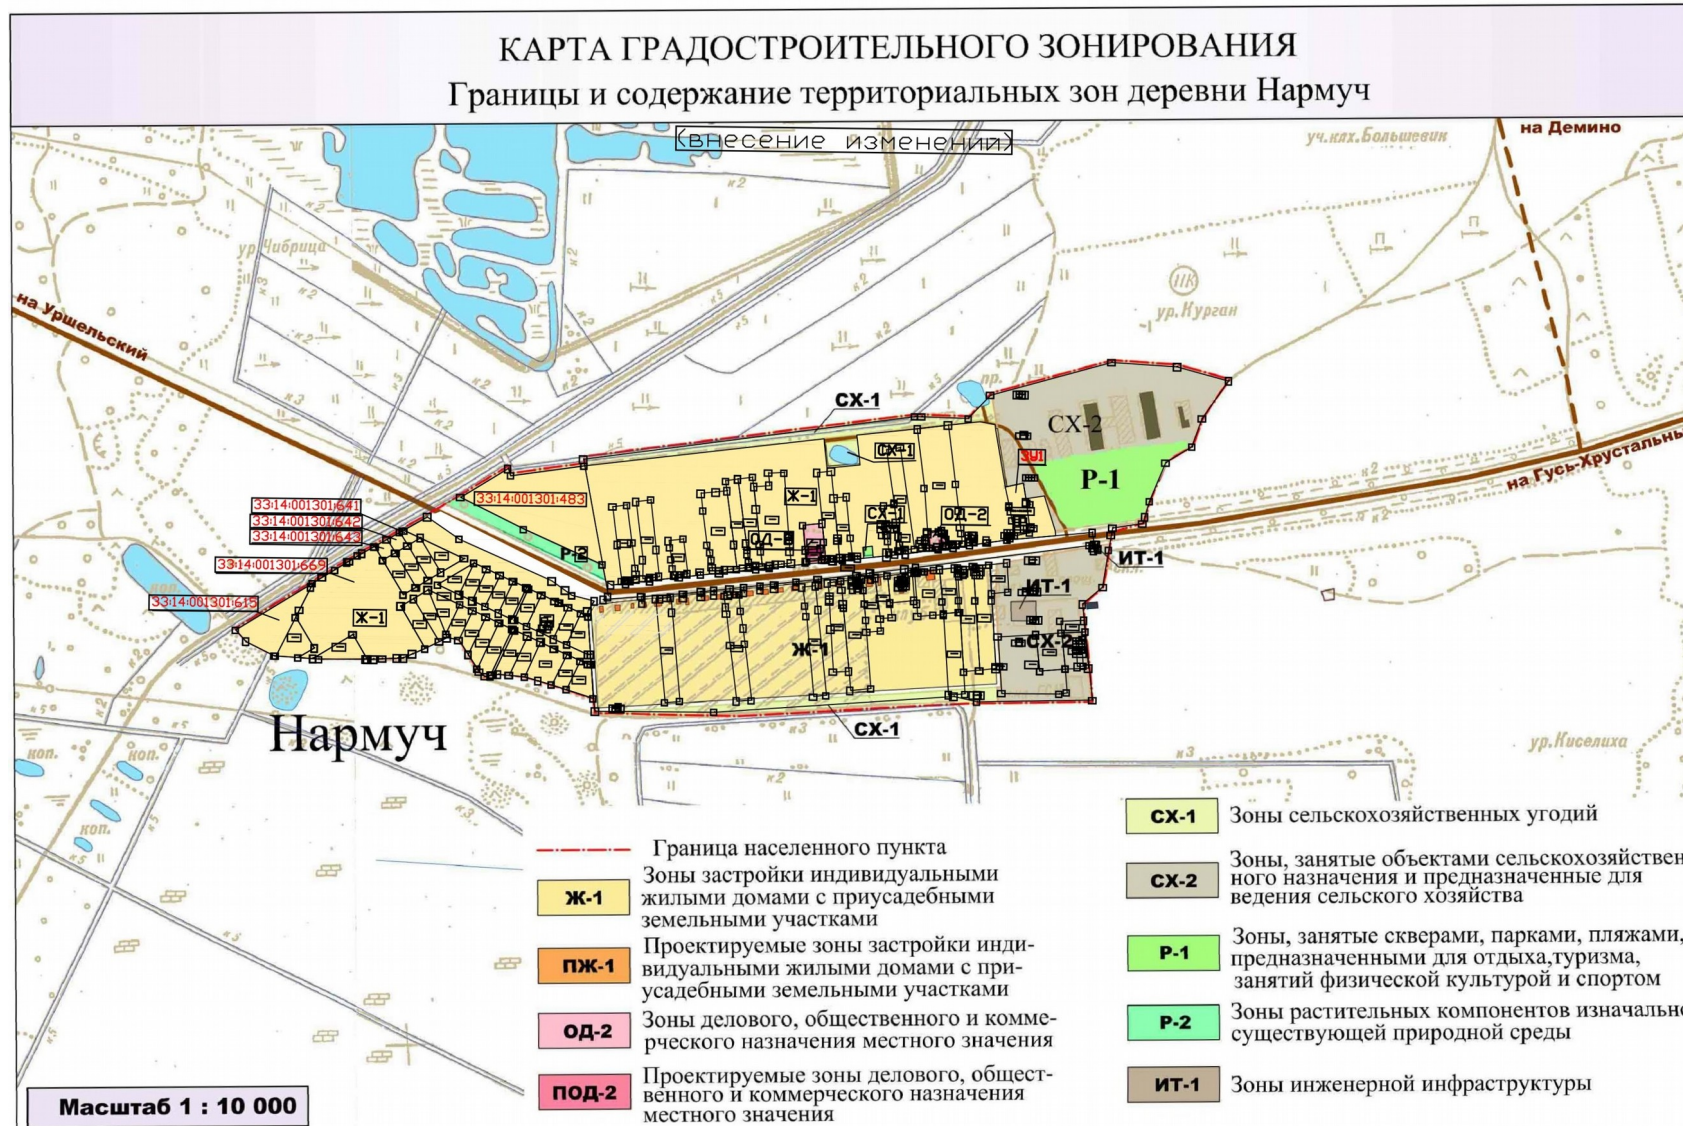 КАРТА ГРАДОСТРОИТЕЛЬНОГО ЗОНИРОВАНИЯ
Границы и содержание территориальных зон деревни Нармуч
(внесение изменений)
уч.ках.Большевик
на Демино
ур.Чибрица
ПК
ур.Курган
на Уршельский
пр.
СХ-1
СХ-2
СХ-1
ЗУ1
Р-1
на Гусь-Хрустальны
33:14:001301:483
Ж-1
СХ-1
ОД-2
33:14:001301:641
33:14:001301:642
33:14:001301:643
Р-2
ИТ-1
33:14:001301:669
ИТ-1
33:14:001301:615
Ж-1
Ж-1
СХ-2
СХ-1
Нармуч
ур.Киселиха
коп.
коп.
коп.
Граница населенного пункта
Ж-1
Зоны застройки индивидуальными
жилыми домами с приусадебными
земельными участками
ПЖ-1
Проектируемые зоны застройки инди-
видуальными жилыми домами с при-
усадебными земельными участками
ОД-2
Зоны делового, общественного и комме-
рческого назначения местного значения
ПОД-2
Проектируемые зоны делового, общест-
венного и коммерческого назначения
местного значения
СХ-1
Зоны сельскохозяйственных угодий
СХ-2
Зоны, занятые объектами сельскохозяйствен
ного назначения и предназначенные для
ведения сельского хозяйства
Р-1
Зоны, занятые скверами, парками, пляжами,
предназначенными для отдыха,туризма,
занятий физической культурой и спортом
Р-2
Зоны растительных компонентов изначально
существующей природной среды
ИТ-1
Зоны инженерной инфраструктуры
Масштаб 1 : 10 000